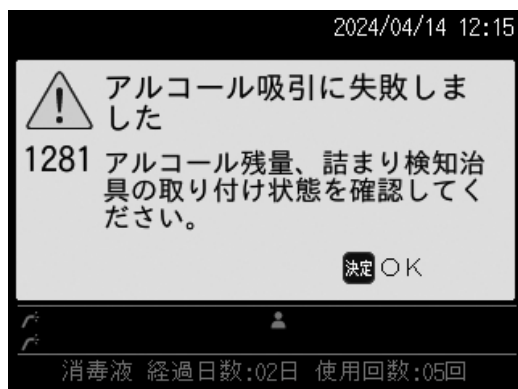 2024/04/14 12:15
アルコール吸引に失敗しま
した
1281 アルコール残量、詰まり検知治
具の取り付け状態を確認してく
ださい。
決定 OK
消毒液 経過日数:02日 使用回数:05回